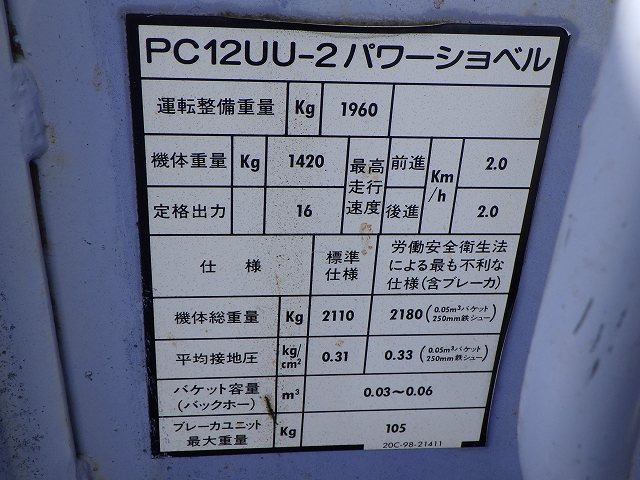 PC12UU-2パワーショベル
運転整備重量 Kg 1960
機体重量 Kg 1420 最高走行速度 前進 Km/h 2.0
定格出力 16 後進 2.0
仕様 標準仕様 労働安全衛生法による最も不利な仕様(含ブレーカ)
機体総重量 Kg 2110 2180(0.05m³バケット 250mm鉄シュー)
平均接地圧 kg/cm² 0.31 0.33(0.05m³バケット 250mm鉄シュー)
バケット容量(バックホー) m³ 0.03〜0.06
ブレーカユニット最大重量 Kg 105
20C-98-21411